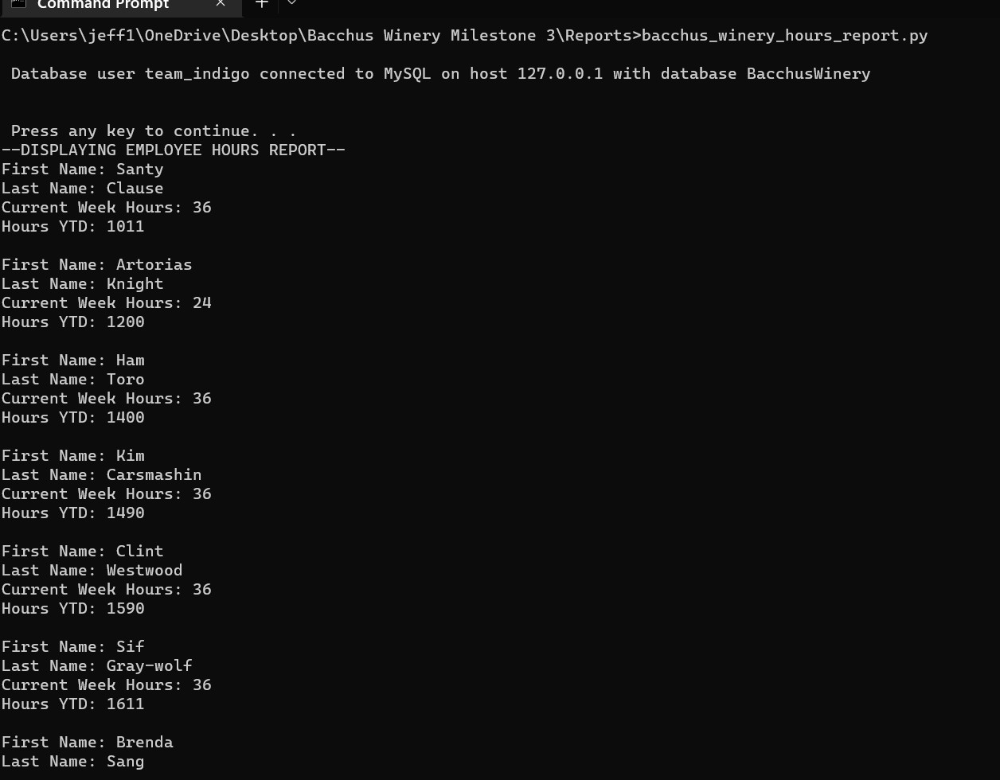 Command Prompt
C:\Users\jeff1\OneDrive\Desktop\Bacchus Winery Milestone 3\Reports>bacchus_winery_hours_report.py
Database user team_indigo connected to MySQL on host 127.0.0.1 with database BacchusWinery
Press any key to continue. . .
--DISPLAYING EMPLOYEE HOURS REPORT--
First Name: Santy
Last Name: Clause
Current Week Hours: 36
Hours YTD: 1011
First Name: Artorias
Last Name: Knight
Current Week Hours: 24
Hours YTD: 1200
First Name: Ham
Last Name: Toro
Current Week Hours: 36
Hours YTD: 1400
First Name: Kim
Last Name: Carsmashin
Current Week Hours: 36
Hours YTD: 1490
First Name: Clint
Last Name: Westwood
Current Week Hours: 36
Hours YTD: 1590
First Name: Sif
Last Name: Gray-wolf
Current Week Hours: 36
Hours YTD: 1611
First Name: Brenda
Last Name: Sang